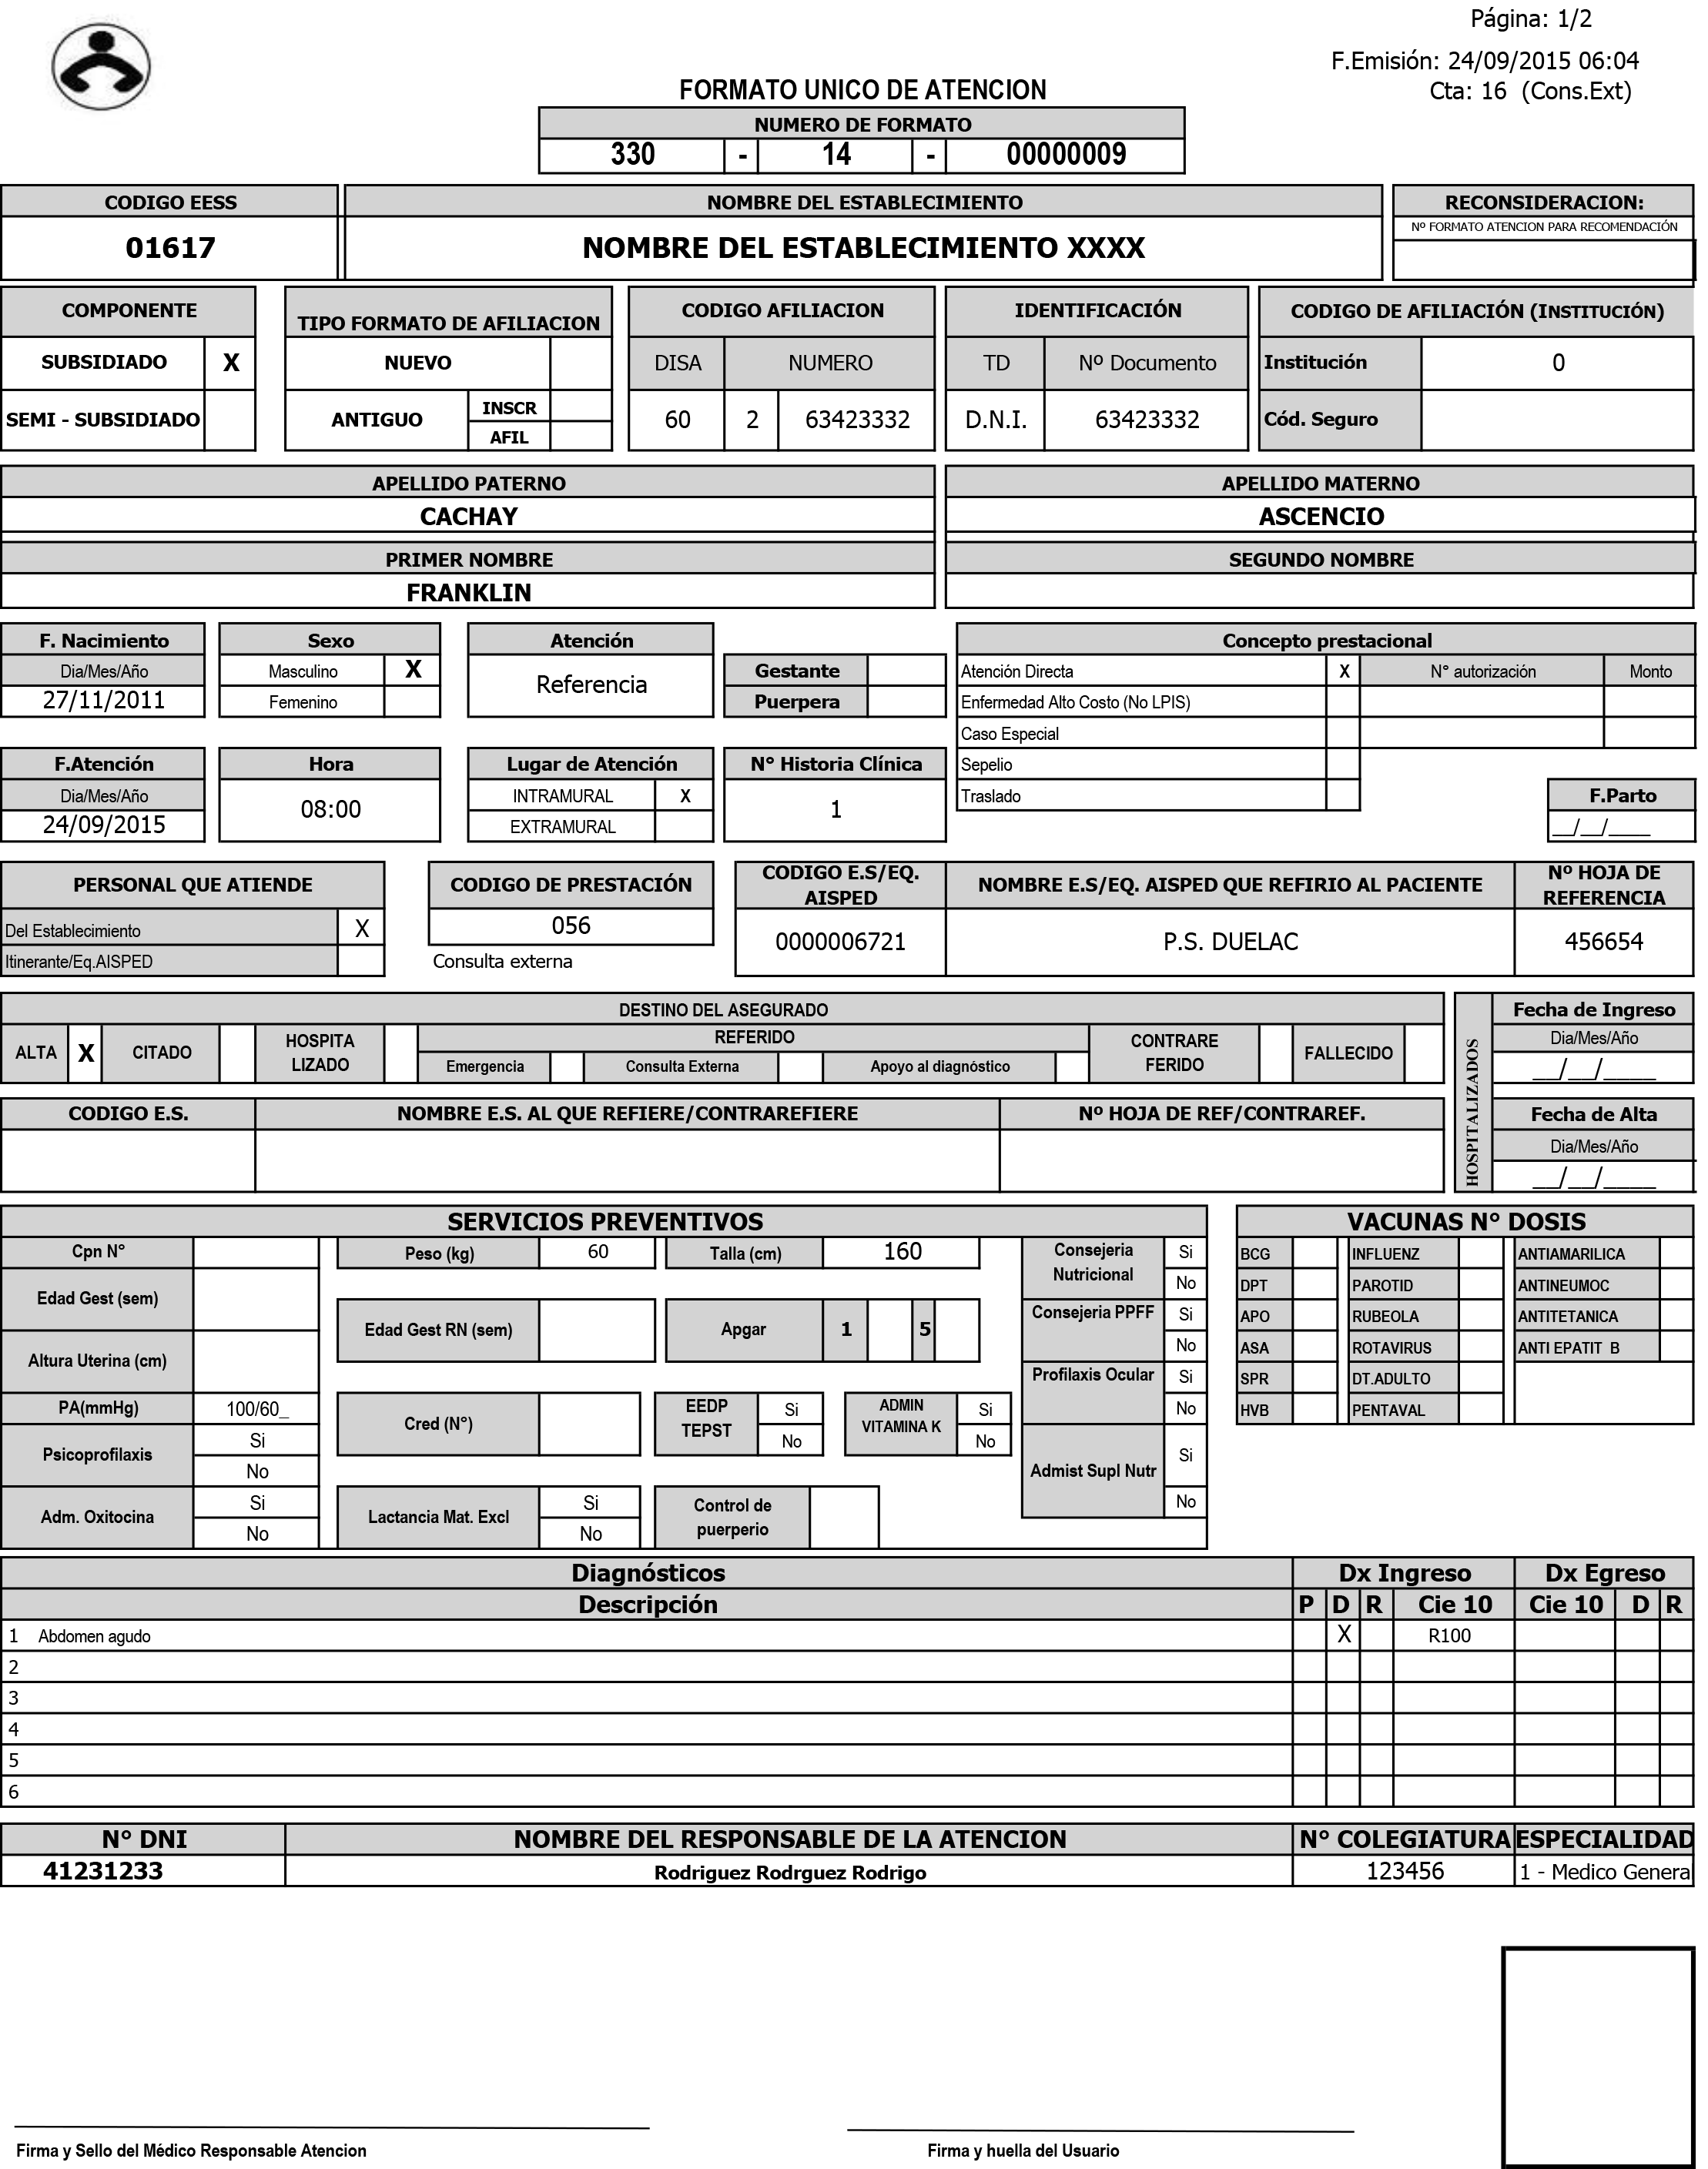 Página: 1/2
F.Emisión: 24/09/2015 06:04
Cta: 16 (Cons.Ext)
FORMATO UNICO DE ATENCION
NUMERO DE FORMATO
330 - 14 - 00000009
CODIGO EESS NOMBRE DEL ESTABLECIMIENTO RECONSIDERACION:
Nº FORMATO ATENCION PARA RECOMENDACIÓN
01617 NOMBRE DEL ESTABLECIMIENTO XXXX
COMPONENTE TIPO FORMATO DE AFILIACION CODIGO AFILIACION IDENTIFICACIÓN CODIGO DE AFILIACIÓN (INSTITUCIÓN)
SUBSIDIADO X NUEVO DISA NUMERO TD Nº Documento Institución 0
SEMI - SUBSIDIADO ANTIGUO INSCR 60 2 63423332 D.N.I. 63423332 Cód. Seguro
AFIL
APELLIDO PATERNO APELLIDO MATERNO
CACHAY ASCENCIO
PRIMER NOMBRE SEGUNDO NOMBRE
FRANKLIN
F. Nacimiento Sexo Atención Concepto prestacional
Dia/Mes/Año Masculino X Referencia Gestante Atención Directa X N° autorización Monto
27/11/2011 Femenino Puerpera Enfermedad Alto Costo (No LPIS)
Caso Especial
F.Atención Hora Lugar de Atención N° Historia Clínica Sepelio
Dia/Mes/Año 08:00 INTRAMURAL X 1 Traslado F.Parto
24/09/2015 EXTRAMURAL __/__/____
PERSONAL QUE ATIENDE CODIGO DE PRESTACIÓN CODIGO E.S/EQ. AISPED NOMBRE E.S/EQ. AISPED QUE REFIRIO AL PACIENTE Nº HOJA DE REFERENCIA
Del Establecimiento X 056 0000006721 P.S. DUELAC 456654
Itinerante/Eq.AISPED Consulta externa
DESTINO DEL ASEGURADO HOSPITALIZADOS Fecha de Ingreso
ALTA X CITADO HOSPITA LIZADO REFERIDO CONTRARE FERIDO FALLECIDO Dia/Mes/Año
Emergencia Consulta Externa Apoyo al diagnóstico __/__/____
CODIGO E.S. NOMBRE E.S. AL QUE REFIERE/CONTRAREFIERE Nº HOJA DE REF/CONTRAREF. Fecha de Alta
Dia/Mes/Año
__/__/____
SERVICIOS PREVENTIVOS VACUNAS N° DOSIS
Cpn N° Peso (kg) 60 Talla (cm) 160 Consejeria Nutricional Si BCG INFLUENZ ANTIAMARILICA
No DPT PAROTID ANTINEUMOC
Edad Gest (sem) Edad Gest RN (sem) Apgar 1 5 Consejeria PPFF Si APO RUBEOLA ANTITETANICA
No ASA ROTAVIRUS ANTI EPATIT B
Altura Uterina (cm) Profilaxis Ocular Si SPR DT.ADULTO
PA(mmHg) 100/60_ Cred (N°) EEDP TEPST Si ADMIN VITAMINA K Si No HVB PENTAVAL
Psicoprofilaxis Si No No Admist Supl Nutr Si
No No
Adm. Oxitocina Si Lactancia Mat. Excl Si Control de puerperio
No No
Diagnósticos Dx Ingreso Dx Egreso
Descripción P D R Cie 10 Cie 10 D R
1 Abdomen agudo X R100
2
3
4
5
6
N° DNI NOMBRE DEL RESPONSABLE DE LA ATENCION N° COLEGIATURA ESPECIALIDAD
41231233 Rodriguez Rodrguez Rodrigo 123456 1 - Medico Genera
Firma y Sello del Médico Responsable Atencion Firma y huella del Usuario